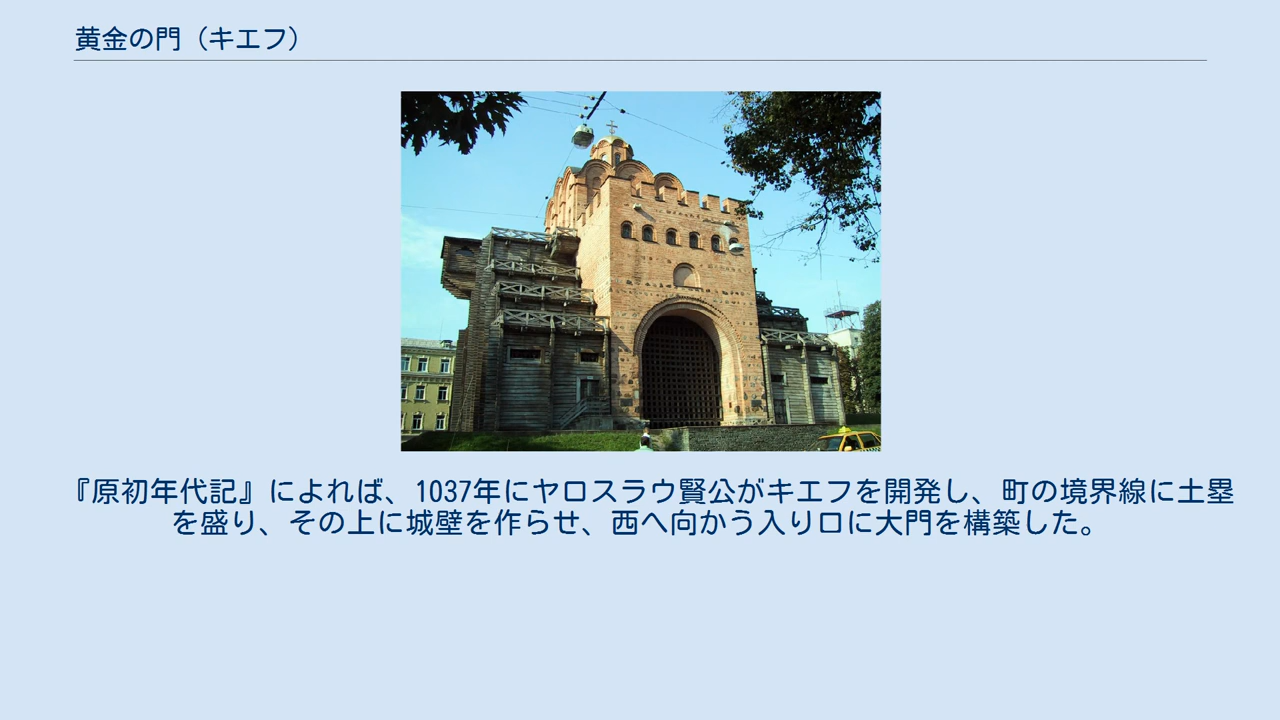 黄金の門（キエフ）
『原初年代記』によれば、1037年にヤロスラウ賢公がキエフを開発し、町の境界線に土塁
を盛り、その上に城壁を作らせ、西へ向かう入り口に大門を構築した。